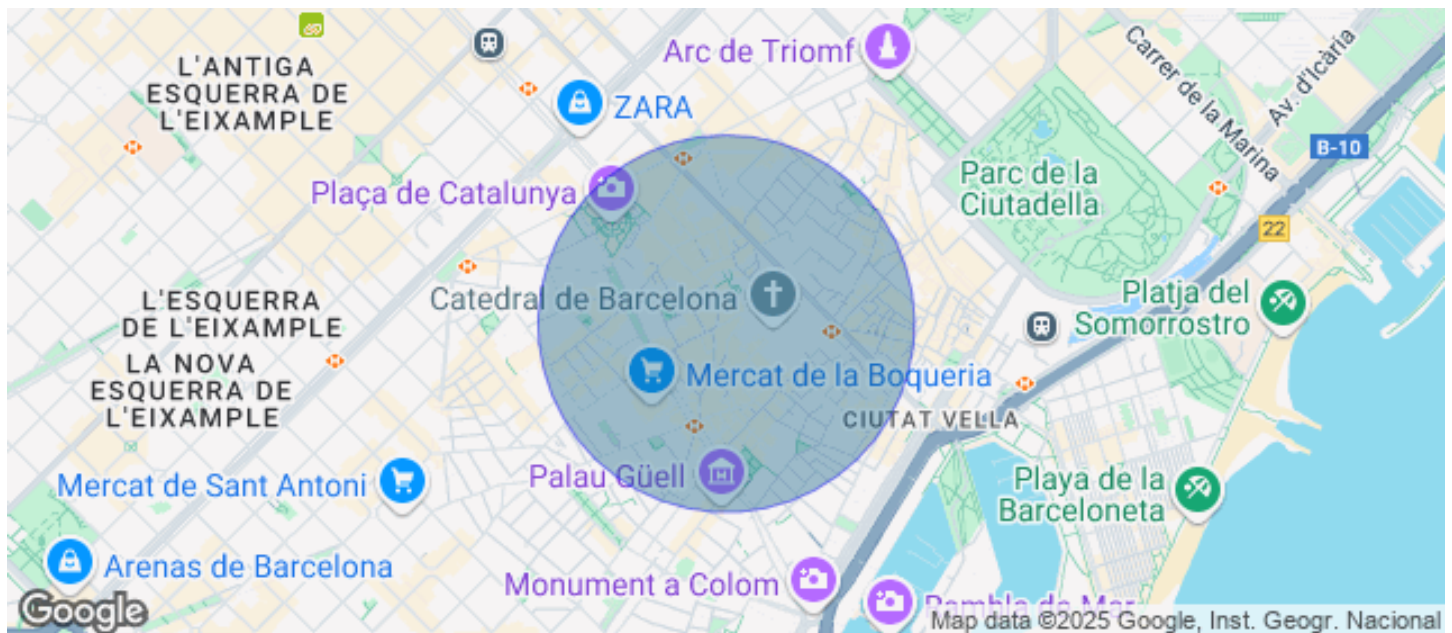 Arc de Triomf
Carrer de la Marina
Av. d'Icària
L'ANTIGA
ESQUERRA DE
L'EIXAMPLE
ZARA
B-10
Plaça de Catalunya
Parc de la
Ciutadella
22
Catedral de Barcelona
L'ESQUERRA
DE L'EIXAMPLE
Platja del
Somorrostro
LA NOVA
ESQUERRA DE
L'EIXAMPLE
Mercat de la Boqueria
CIUTAT VELLA
Palau Güell
Mercat de Sant Antoni
Playa de la
Barceloneta
Arenas de Barcelona
Monument a Colom
Rambla de Mar
Google
Map data ©2025 Google, Inst. Geogr. Nacional